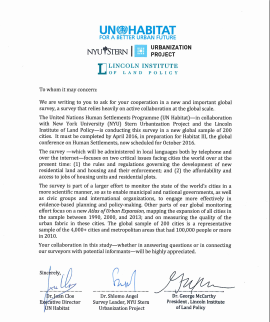 UN HABITAT
FOR A BETTER URBAN FUTURE
NYU STERN URBANIZATION
PROJECT
LINCOLN INSTITUTE
OF LAND POLICY
To whom it may concern
We are writing to you to ask for your cooperation in a new and important global
survey, a survey that relies heavily on active collaboration at the global scale.
The United Nations Human Settlements Programme (UN Habitat)—in collaboration
with New York University (NYU) Stern Urbanization Project and the Lincoln
Institute of Land Policy—is conducting this survey in a new global sample of 200
cities. It must be completed by April 2016, in preparation for Habitat III, the global
conference on Human Settlements, now scheduled for October 2016.
The survey — which will be administered in local languages both by telephone and
over the internet—focuses on two critical issues facing cities the world over at the
present time: (1) the rules and regulations governing the development of new
residential land and housing and their enforcement; and (2) the affordability and
access to jobs of housing units and residential plots.
The survey is part of a larger effort to monitor the state of the world's cities in a
more scientific manner, so as to enable municipal and national governments, as well
as civic groups and international organizations, to engage more effectively in
evidence-based planning and policy-making. Other parts of our global monitoring
effort focus on a new Atlas of Urban Expansion, mapping the expansion of all cities in
the sample between 1990, 2000, and 2013; and on measuring the quality of the
urban fabric in these cities. The global sample of 200 cities is a representative
sample of the 4,000+ cities and metropolitan areas that had 100,000 people or more
in 2010.
Your collaboration in this study—whether in answering questions or in connecting
our surveyors with potential informants—will be highly appreciated.
Sincerely,
Dr. Joan Clos
Executive Director
UN Habitat
Dr. Shlomo Angel
Survey Leader, NYU Stern
Urbanization Project
Dr. George McCarthy
President, Lincoln Institute
of Land Policy